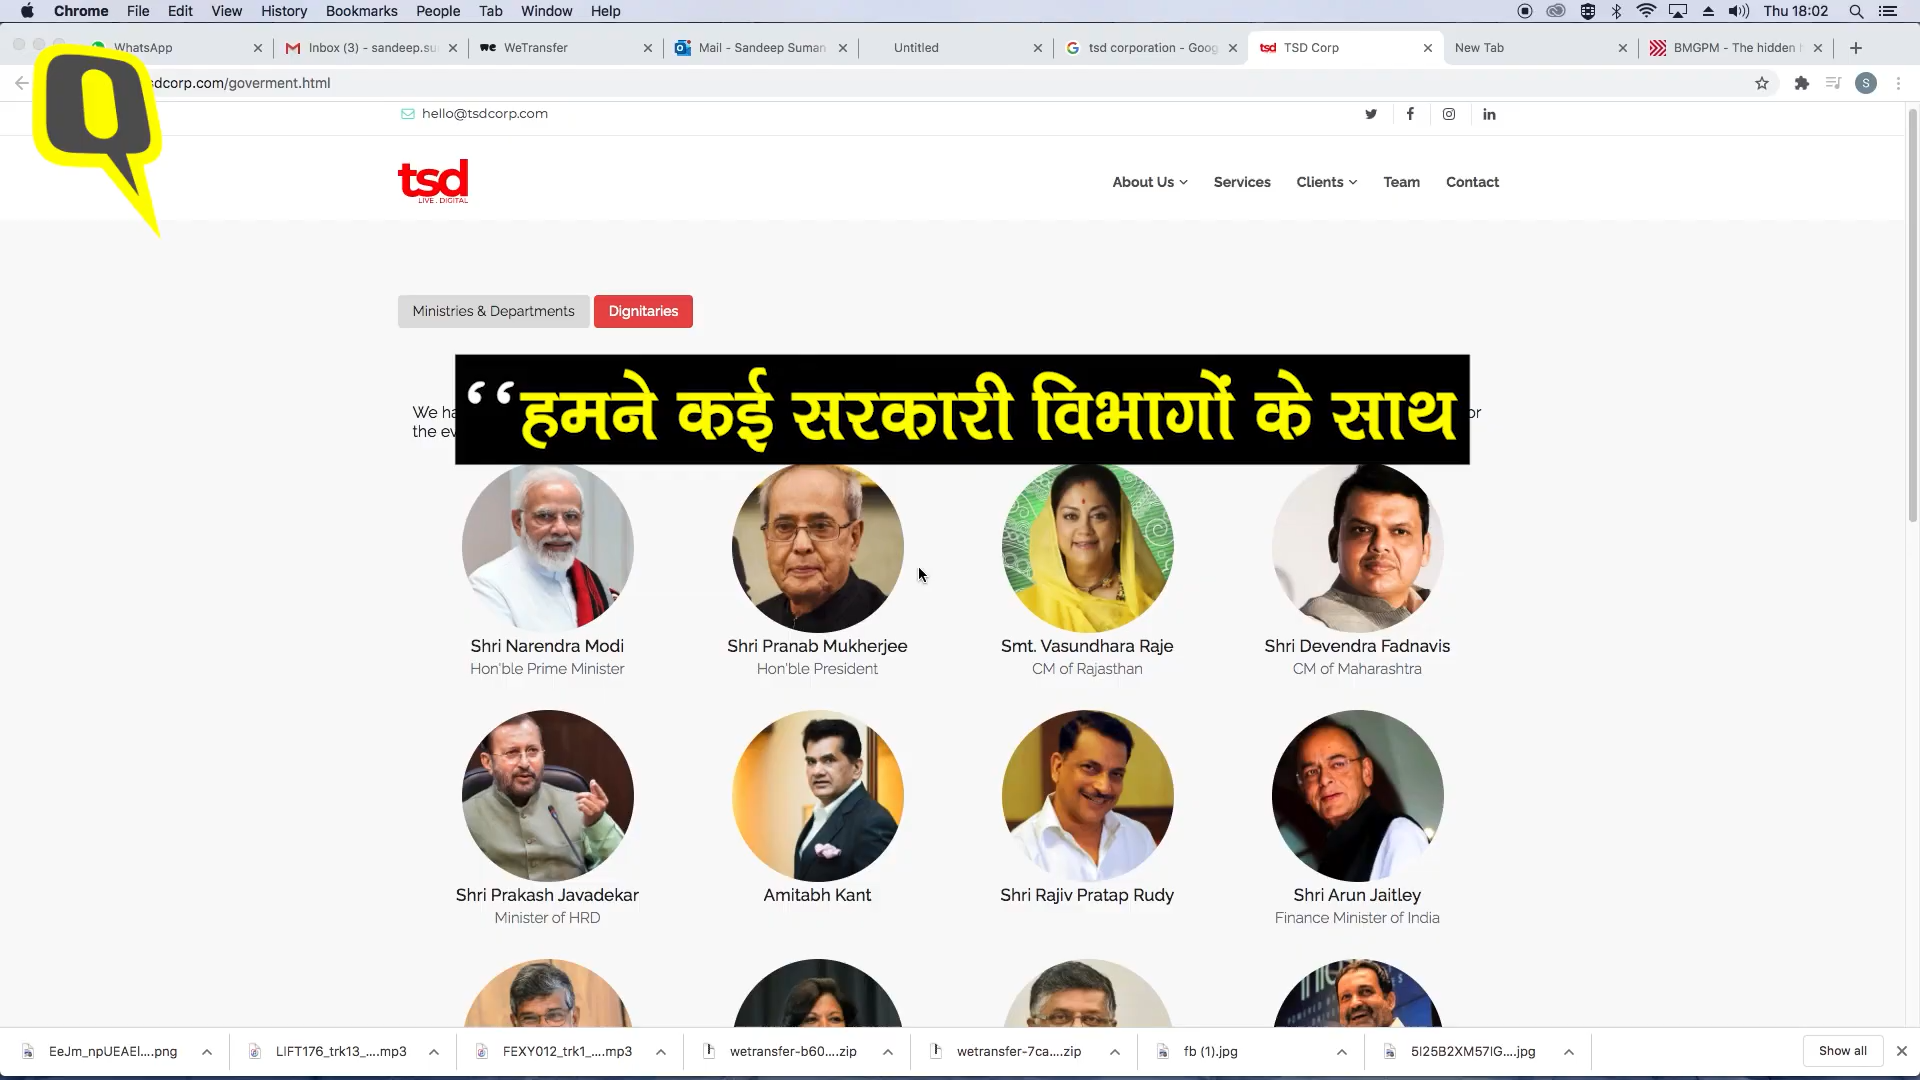 Chrome File Edit View History Bookmarks People Tab Window Help Thu 18:02
WhatsApp Inbox (3) - sandeep.su WeTransfer Mail - Sandeep Suman Untitled tsd corporation - Goog TSD Corp New Tab BMGPM - The hidden
sdcorp.com/goverment.html S
hello@tsdcorp.com
tsd
LIVE . DIGITAL
About Us Services Clients Team Contact
Ministries & Departments Dignitaries
‘‘हमने कई सरकारी विभागों के साथ
We ha or
the ev
Shri Narendra Modi Shri Pranab Mukherjee Smt. Vasundhara Raje Shri Devendra Fadnavis
Hon'ble Prime Minister Hon'ble President CM of Rajasthan CM of Maharashtra
Shri Prakash Javadekar Amitabh Kant Shri Rajiv Pratap Rudy Shri Arun Jaitley
Minister of HRD Finance Minister of India
EeJm_npUEAEl....png LIFT176_trk13_....mp3 FEXY012_trk1_....mp3 wetransfer-b60....zip wetransfer-7ca....zip fb (1).jpg 5I25B2XM57IG....jpg Show all